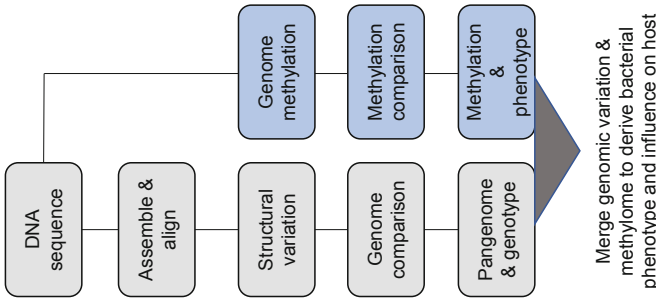 DNA
sequence
Assemble &
align
Structural
variation
Genome
comparison
Pangenome
& genotype
Genome
methylation
Methylation
comparison
Methylation
&
phenotype
Merge genomic variation &
methylome to derive bacterial
phenotype and influence on host